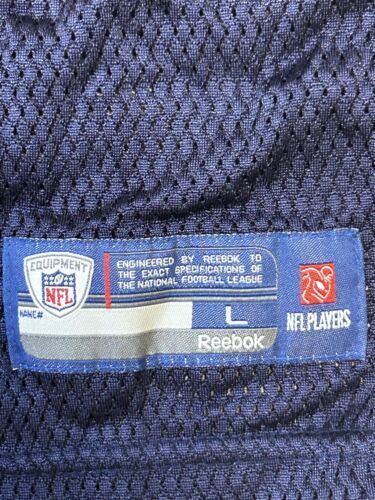 EQUIPMENT
NFL
NAME#
ENGINEERED BY REEBOK TO
THE EXACT SPECIFICATIONS OF
THE NATIONAL FOOTBALL LEAGUE
L
Reebok
NFL PLAYERS